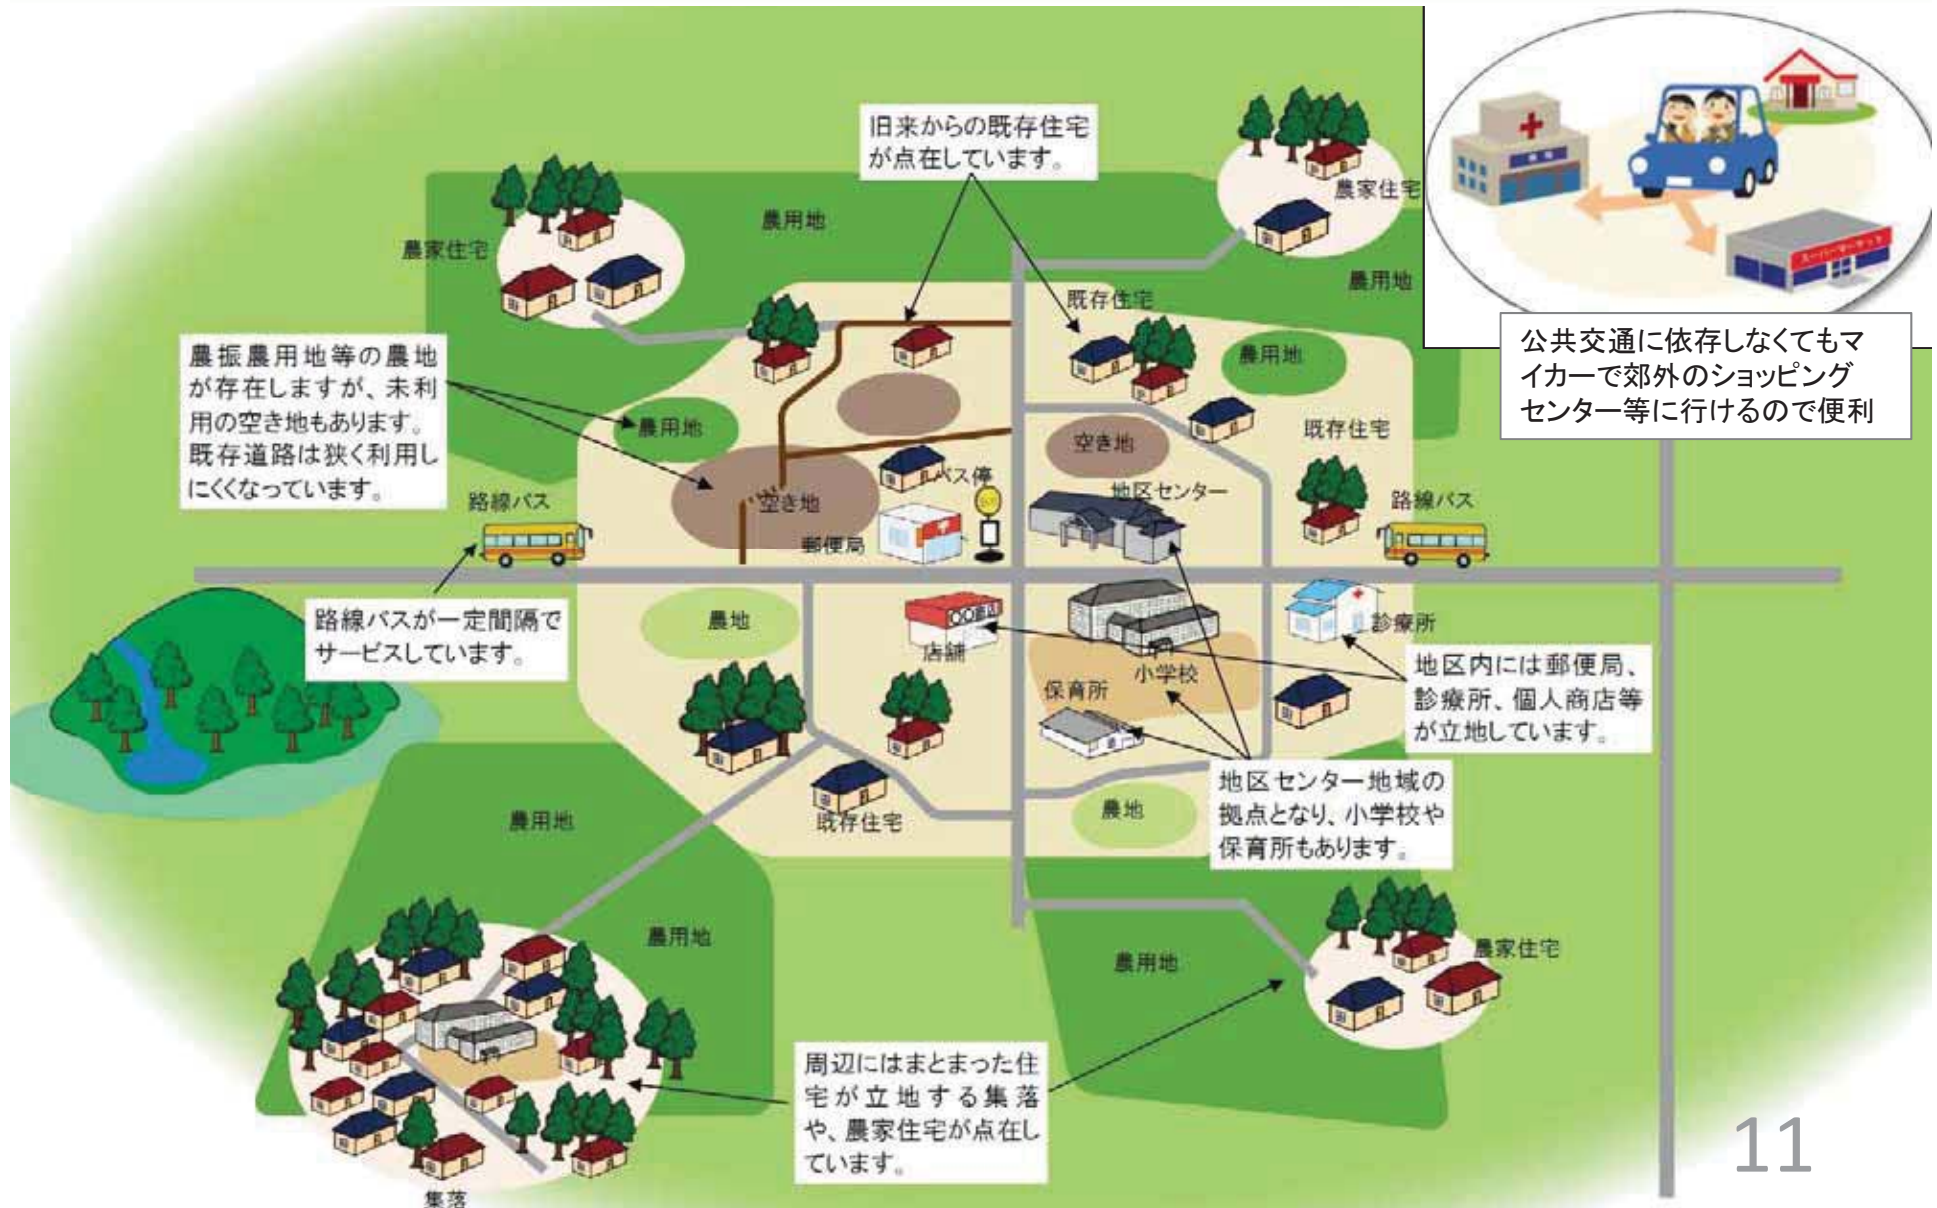 旧来からの既存住宅
が点在しています。
農家住宅
農用地
農家住宅
農用地
スーパーマーケット
公共交通に依存しなくてもマ
イカーで郊外のショッピング
センター等に行けるので便利
既存住宅
農用地
農振農用地等の農地
が存在しますが、未利
用の空き地もあります。
既存道路は狭く利用し
にくくなっています。
農用地
空き地
既存住宅
路線バス
空き地
バス停
地区センター
路線バス
郵便局
路線バスが一定間隔で
サービスしています。
農地
〇〇商店
店舗
小学校
保育所
診療所
地区内には郵便局、
診療所、個人商店等
が立地しています。
地区センター地域の
拠点となり、小学校や
保育所もあります。
農用地
既存住宅
農地
農用地
農用地
農家住宅
周辺にはまとまった住
宅が立地する集落
や、農家住宅が点在し
ています。
集落
11